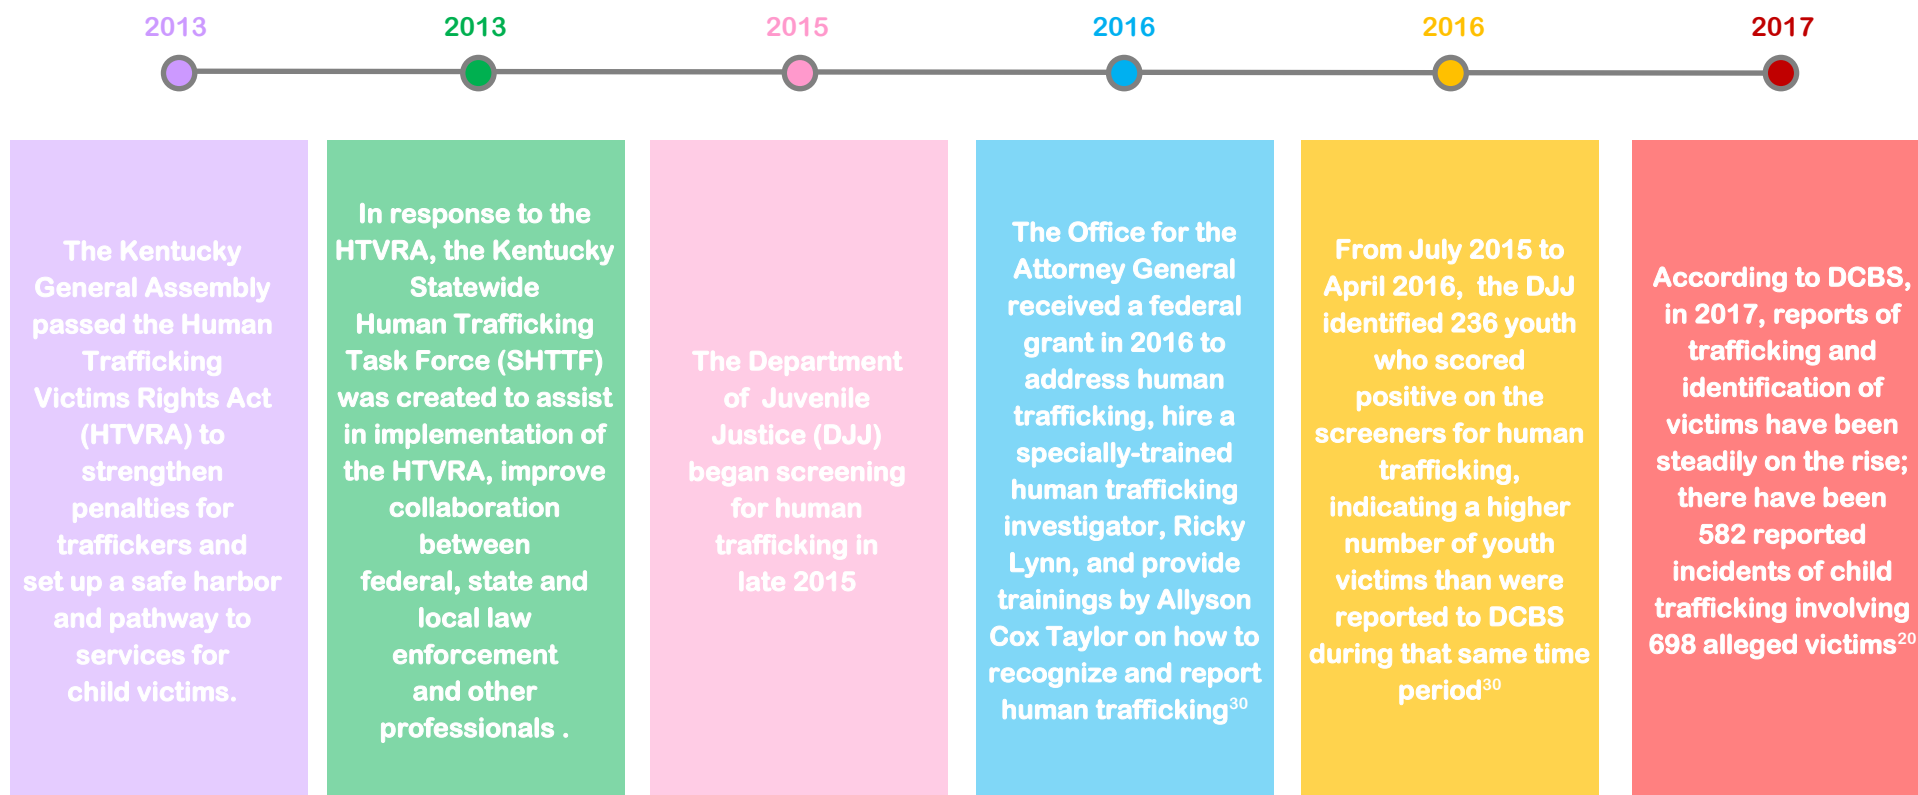 2013
2013
2015
2016
2016
2017
The Kentucky
General Assembly
passed the Human
Trafficking
Victims Rights Act
(HTVRA) to
strengthen
penalties for
traffickers and
set up a safe harbor
and pathway to
services for
child victims.
In response to the
HTVRA, the Kentucky
Statewide
Human Trafficking
Task Force (SHTTF)
was created to assist
in implementation of
the HTVRA, improve
collaboration
between
federal, state and
local law
enforcement
and other
professionals .
The Department
of Juvenile
Justice (DJJ)
began screening
for human
trafficking in
late 2015
The Office for the
Attorney General
received a federal
grant in 2016 to
address human
trafficking, hire a
specially-trained
human trafficking
investigator, Ricky
Lynn, and provide
trainings by Allyson
Cox Taylor on how to
recognize and report
human trafficking30
From July 2015 to
April 2016, the DJJ
identified 236 youth
who scored
positive on the
screeners for human
trafficking,
indicating a higher
number of youth
victims than were
reported to DCBS
during that same time
period30
According to DCBS,
in 2017, reports of
trafficking and
identification of
victims have been
steadily on the rise;
there have been
582 reported
incidents of child
trafficking involving
698 alleged victims20